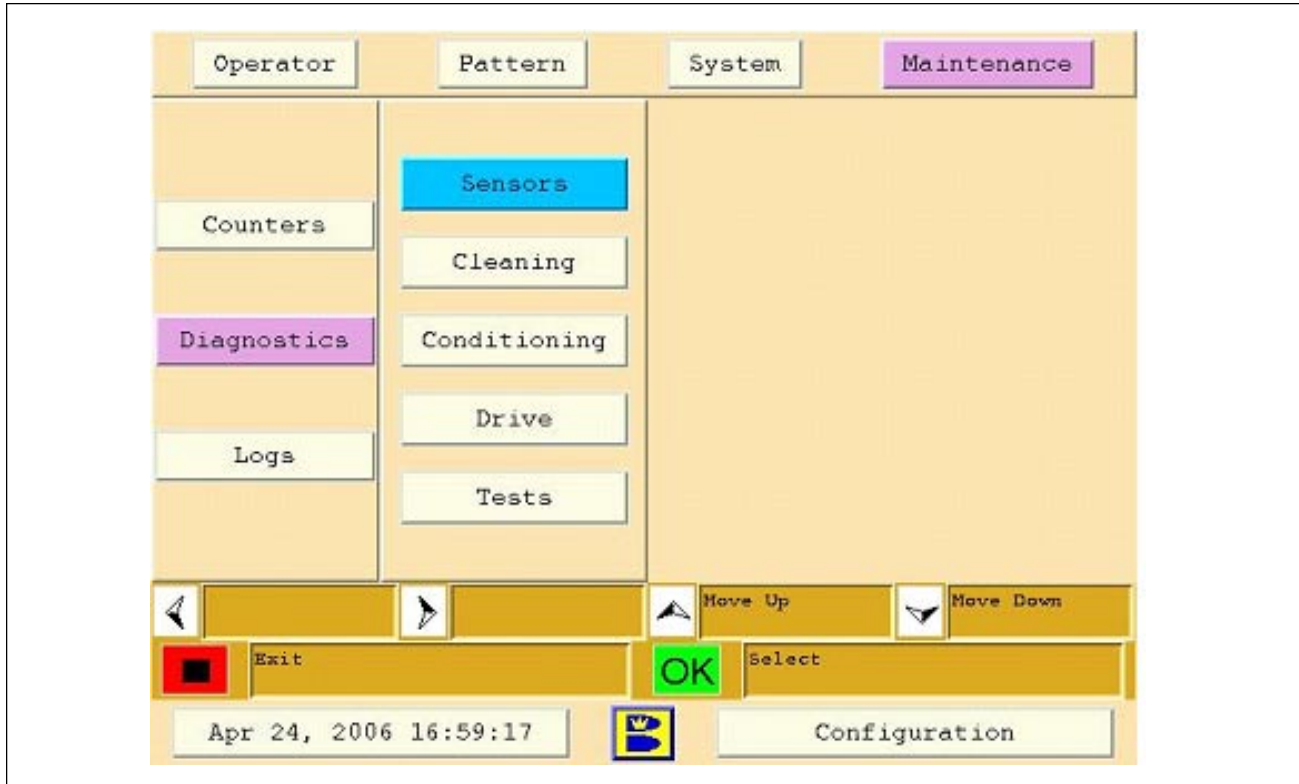 Operator Pattern System Maintenance
Sensors
Counters
Cleaning
Diagnostics Conditioning
Drive
Logs
Tests
Move Up Move Down
Exit OK Select
Apr 24, 2006 16:59:17 Configuration